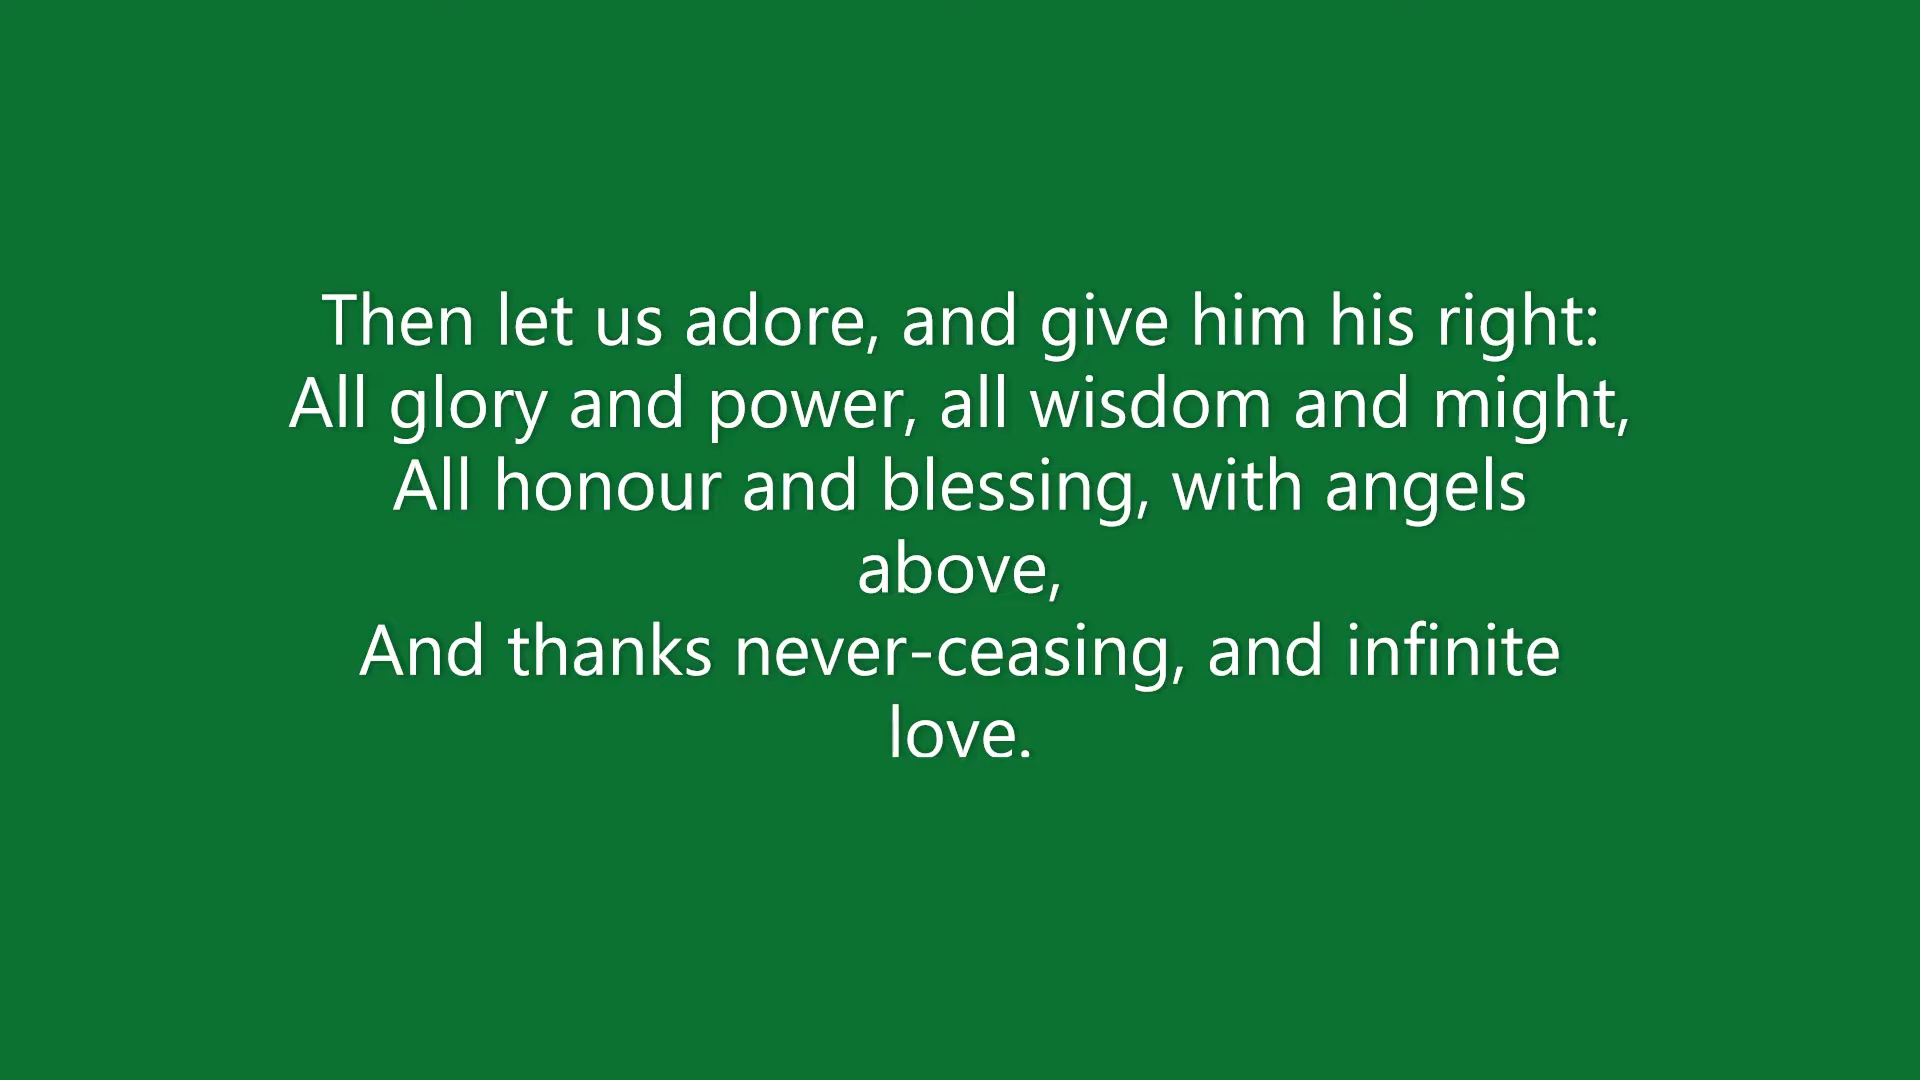 Then let us adore, and give him his right:
All glory and power, all wisdom and might,
All honour and blessing, with angels
above,
And thanks never-ceasing, and infinite
love.